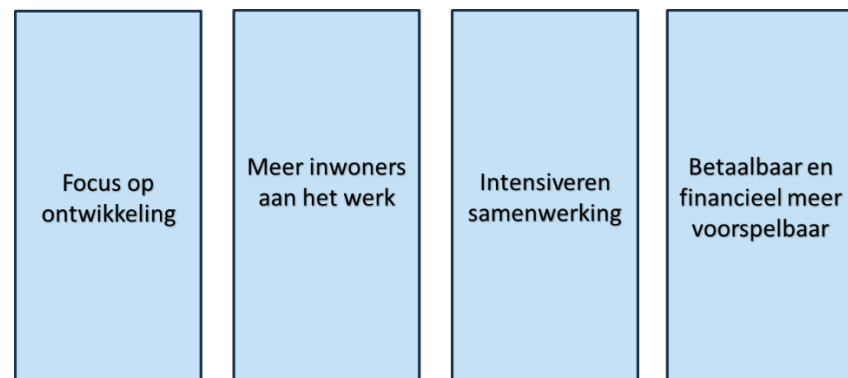 Focus op
ontwikkeling
Meer inwoners
aan het werk
Intensiveren
samenwerking
Betaalbaar en
financieel meer
voorspelbaar